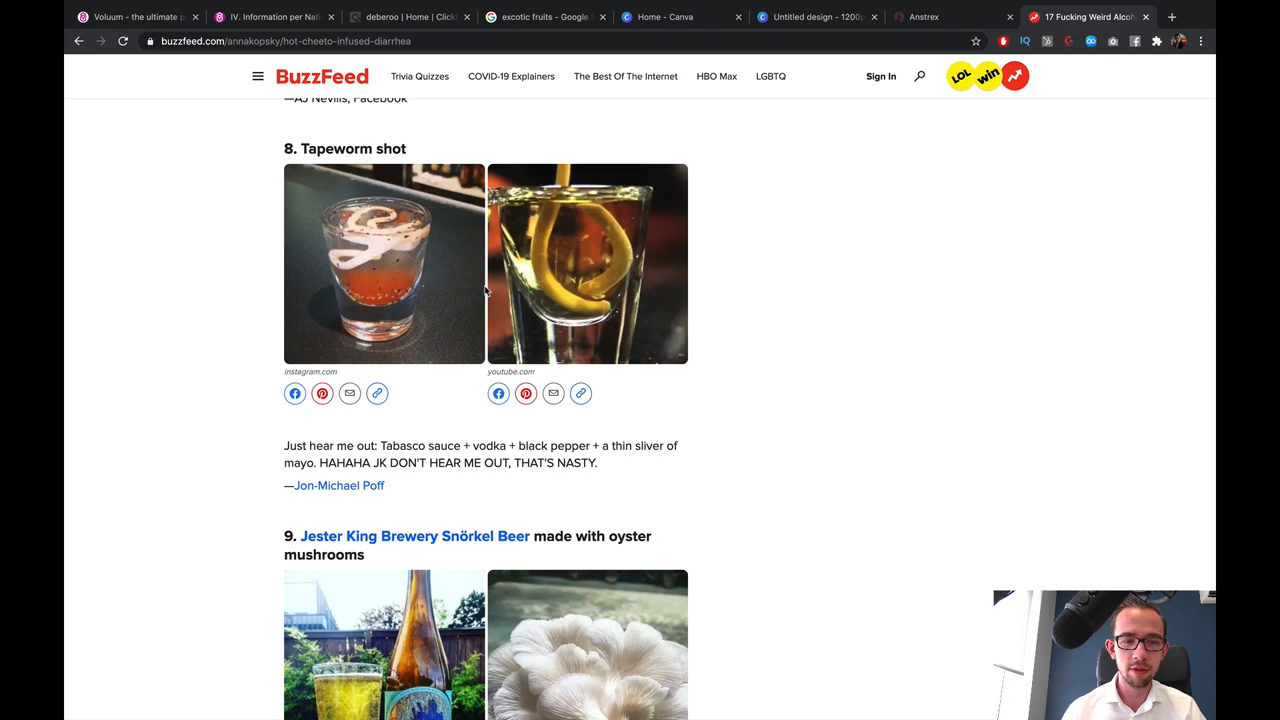 Voluum - the ultimate p
IV. Information per Nati
deberoo | Home | Click
excotic fruits - Google S
Home - Canva
Untitled design - 1200p
Anstrex
17 Fucking Weird Alcoh
buzzfeed.com/annakopsky/hot-cheeto-infused-diarrhea
BuzzFeed
Trivia Quizzes
COVID-19 Explainers
The Best Of The Internet
HBO Max
LGBTQ
Sign In
LOL
win
—AJ Nevills, Facebook
8. Tapeworm shot
instagram.com
youtube.com
Just hear me out: Tabasco sauce + vodka + black pepper + a thin sliver of
mayo. HAHAHA JK DON'T HEAR ME OUT, THAT'S NASTY.
—Jon-Michael Poff
9. Jester King Brewery Snörkel Beer made with oyster
mushrooms